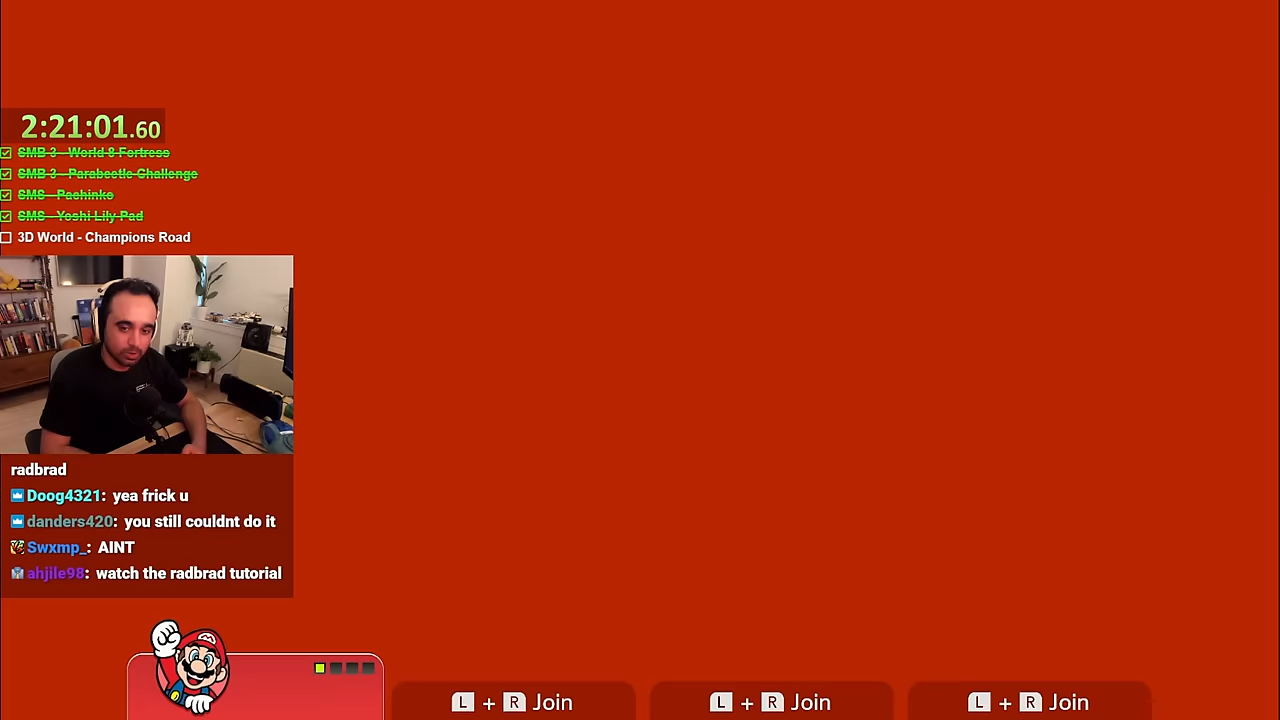 2:21:01.60
SMB 3 - World 8 Fortress
SMB 3 - Parabeetle Challenge
SMS - Pachinko
SMS - Yoshi Lily Pad
3D World - Champions Road
radbrad
Doog4321: yea frick u
danders420: you still couldnt do it
Swxmp_: AINT
ahjile98: watch the radbrad tutorial
L + R Join
L + R Join
L + R Join